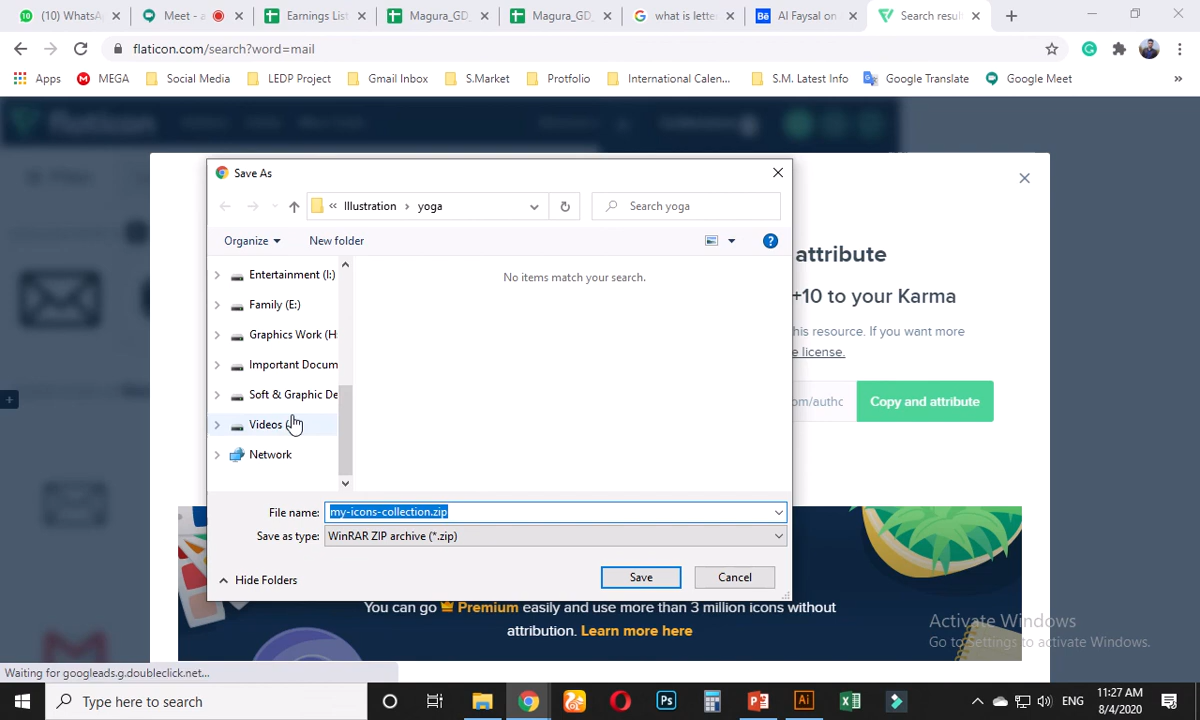 (10) WhatsA
Meet - a
Earnings List
Magura_GD_
Magura_GD_
what is lette
Al Faysal on
Search resul
flaticon.com/search?word=mail
Apps
MEGA
Social Media
LEDP Project
Gmail Inbox
S.Market
Protfolio
International Calen...
S.M. Latest Info
Google Translate
Google Meet
»
flaticon
Save As
« Illustration › yoga
Search yoga
Organize
New folder
Entertainment (I:)
Family (E:)
Graphics Work (H:
Important Docum
Soft & Graphic De
Videos
Network
No items match your search.
attribute
+10 to your Karma
his resource. If you want more
e license.
om/autho
Copy and attribute
File name: my-icons-collection.zip
Save as type: WinRAR ZIP archive (*.zip)
Hide Folders
Save
Cancel
You can go Premium easily and use more than 3 million icons without
attribution. Learn more here
Activate Windows
Go to Settings to activate Windows.
Waiting for googleads.g.doubleclick.net...
Type here to search
ENG
11:27 AM
8/4/2020